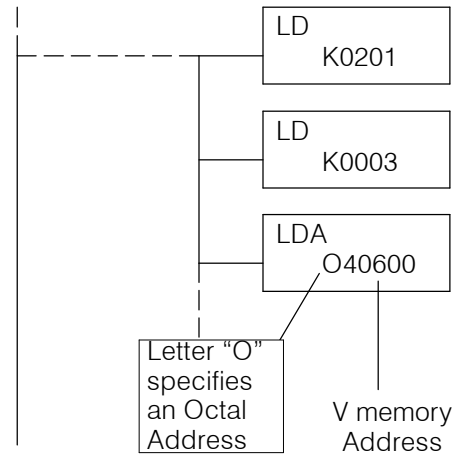 LD
K0201
LD
K0003
LDA
O40600
Letter “O”
specifies
an Octal
Address
V memory
Address